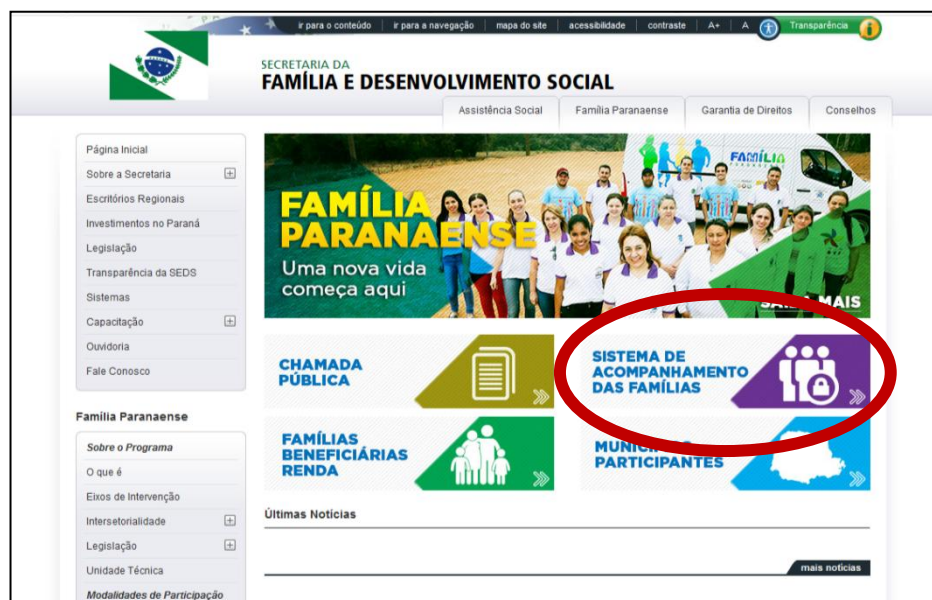 ir para o conteúdo
ir para a navegação
mapa do site
acessibilidade
contraste
A+
A
Transparência
SECRETARIA DA
FAMÍLIA E DESENVOLVIMENTO SOCIAL
Assistência Social
Família Paranaense
Garantia de Direitos
Conselhos
Página Inicial
Sobre a Secretaria
Escritórios Regionais
Investimentos no Paraná
Legislação
Transparência da SEDS
Sistemas
Capacitação
Ouvidoria
Fale Conosco
FAMÍLIA
PARANAENSE
Uma nova vida
começa aqui
FAMÍLIA
SAIBA MAIS
CHAMADA
PÚBLICA
SISTEMA DE
ACOMPANHAMENTO
DAS FAMÍLIAS
FAMÍLIAS
BENEFICIÁRIAS
RENDA
MUNICÍPIOS
PARTICIPANTES
Família Paranaense
Sobre o Programa
O que é
Eixos de Intervenção
Intersetorialidade
Legislação
Unidade Técnica
Modalidades de Participação
Últimas Notícias
mais notícias